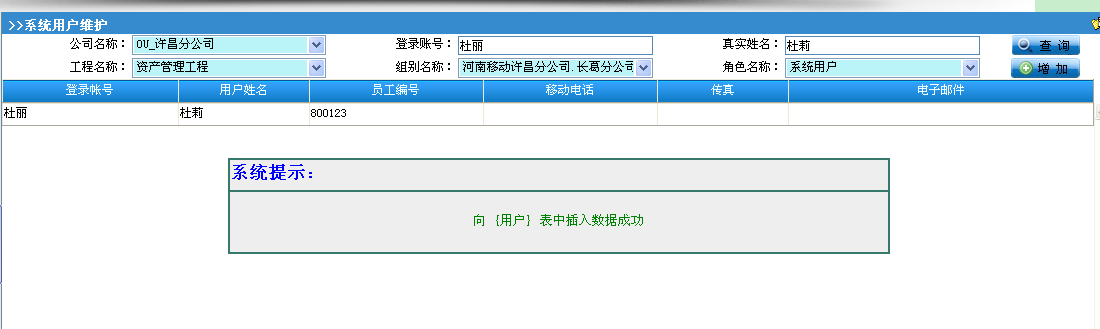 >>系统用户维护
公司名称： OU_许昌分公司 登录账号： 杜丽 真实姓名： 杜莉 查 询
工程名称： 资产管理工程 组别名称： 河南移动许昌分公司.长葛分公司 角色名称： 系统用户 增 加
登录帐号 用户姓名 员工编号 移动电话 传真 电子邮件
杜丽 杜莉 800123
系统提示：
向 {用户} 表中插入数据成功